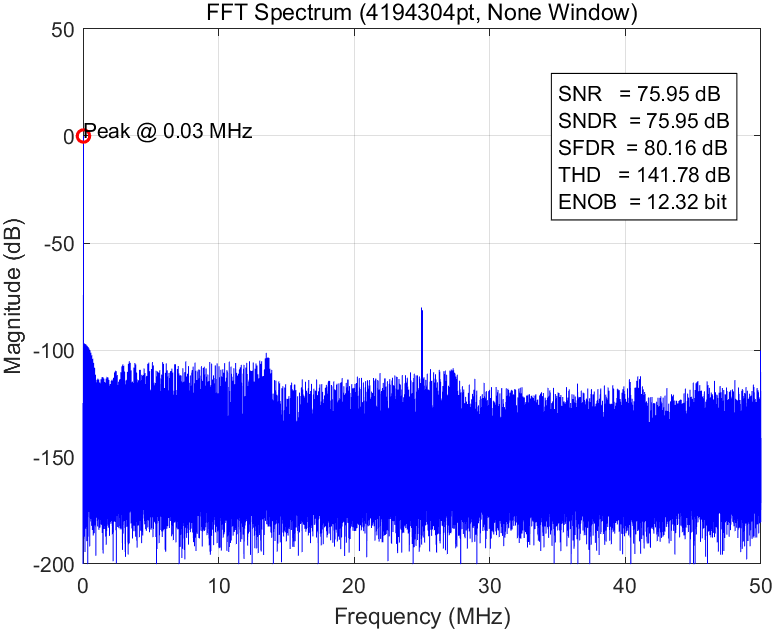 FFT Spectrum (4194304pt, None Window)
50
0
-50
-100
-150
-200
Magnitude (dB)
Peak @ 0.03 MHz
SNR = 75.95 dB
SNDR = 75.95 dB
SFDR = 80.16 dB
THD = 141.78 dB
ENOB = 12.32 bit
0 10 20 30 40 50
Frequency (MHz)